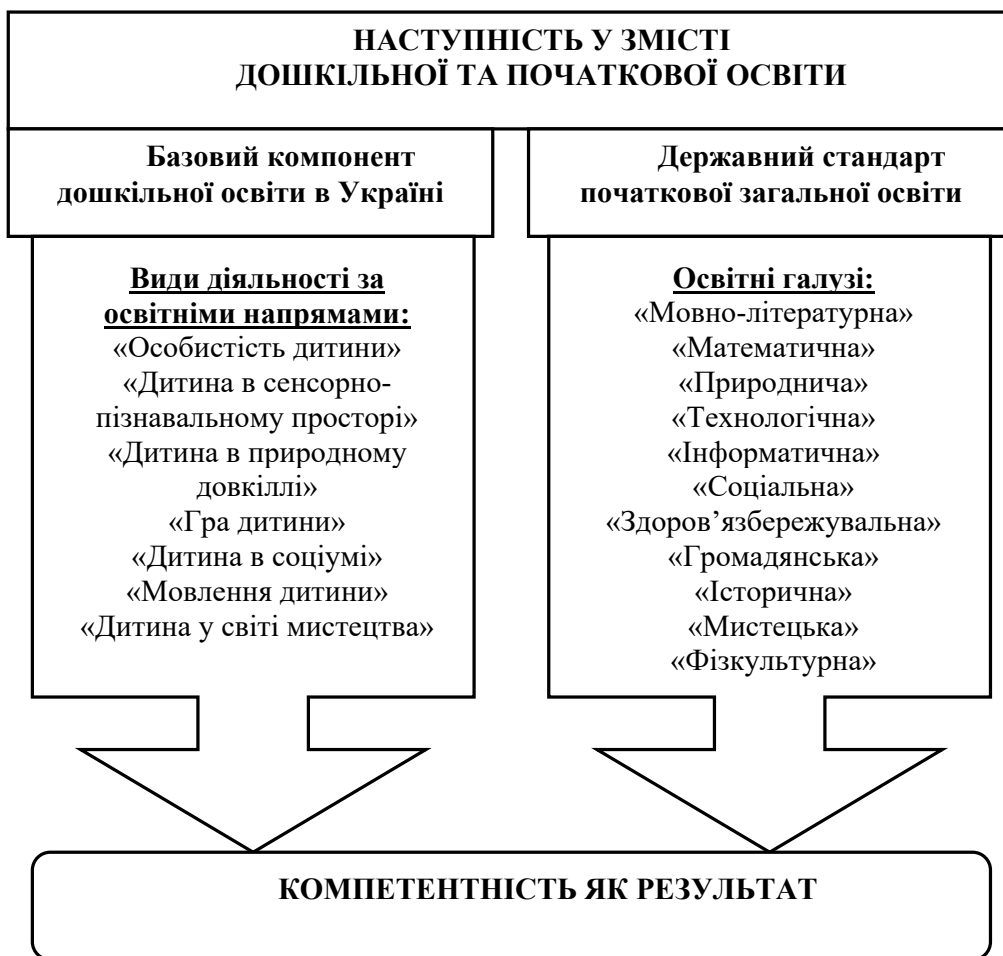 НАСТУПНІСТЬ У ЗМІСТІ
ДОШКІЛЬНОЇ ТА ПОЧАТКОВОЇ ОСВІТИ
Базовий компонент
дошкільної освіти в Україні
Державний стандарт
початкової загальної освіти
Види діяльності за
освітніми напрямами:
«Особистість дитини»
«Дитина в сенсорно-
пізнавальному просторі»
«Дитина в природному
довкіллі»
«Гра дитини»
«Дитина в соціумі»
«Мовлення дитини»
«Дитина у світі мистецтва»
Освітні галузі:
«Мовно-літературна»
«Математична»
«Природнича»
«Технологічна»
«Інформатична»
«Соціальна»
«Здоров’язбережувальна»
«Громадянська»
«Історична»
«Мистецька»
«Фізкультурна»
КОМПЕТЕНТНІСТЬ ЯК РЕЗУЛЬТАТ